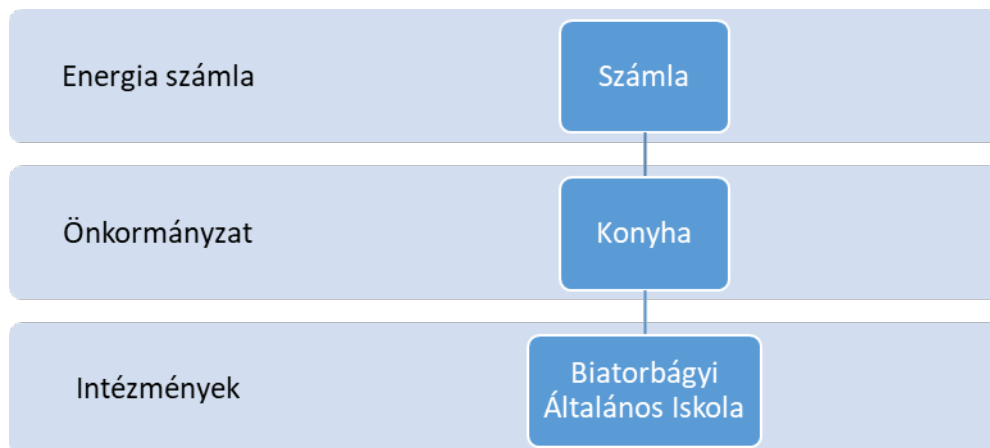 Energia számla
Számla
Önkormányzat
Konyha
Intézmények
Biatorbágyi
Általános Iskola